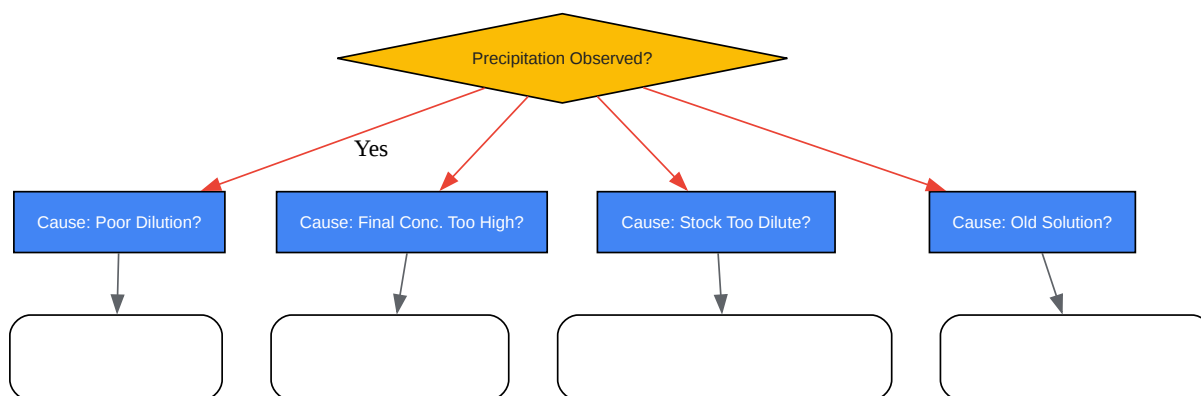 Precipitation Observed?
Yes
Cause: Poor Dilution?
Cause: Final Conc. Too High?
Cause: Stock Too Dilute?
Cause: Old Solution?